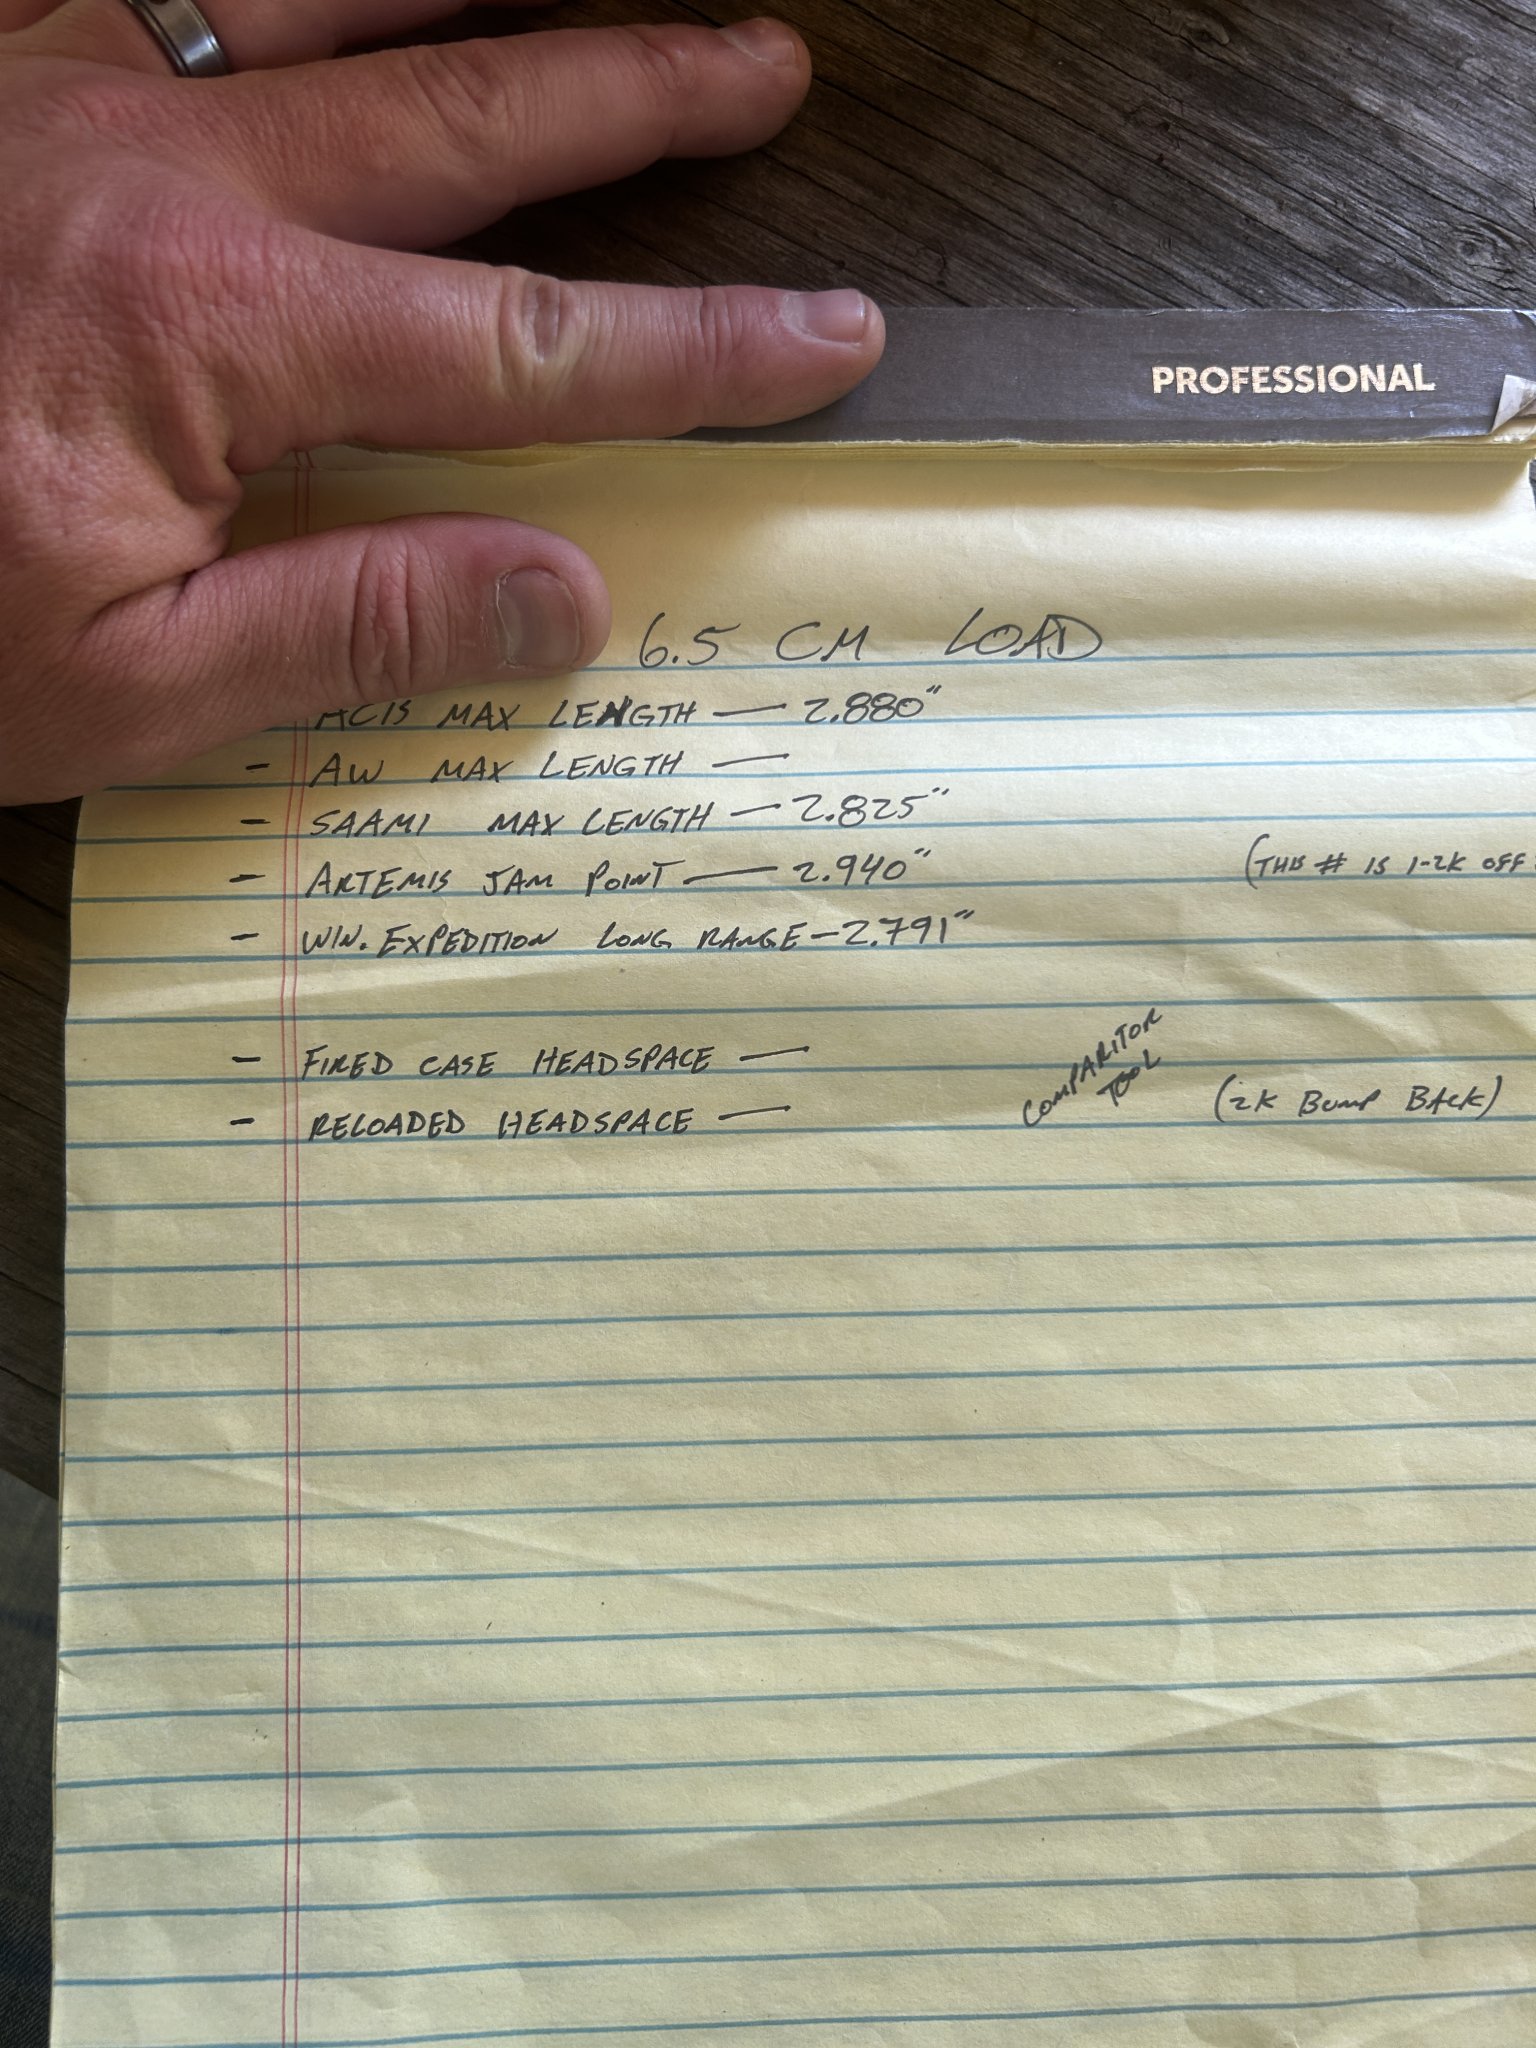 PROFESSIONAL
6.5 CM LOAD
ACIS MAX LENGTH — 2.880"
- AW MAX LENGTH —
- SAAMI MAX LENGTH — 2.825"
- ARTEMIS JAM POINT — 2.940" (THIS # IS 1-2K OFF
- WIN. EXPEDITION LONG RANGE - 2.791"
- FIRED CASE HEADSPACE —
COMPARITOR
TOOL
- RELOADED HEADSPACE — (2K BUMP BACK)